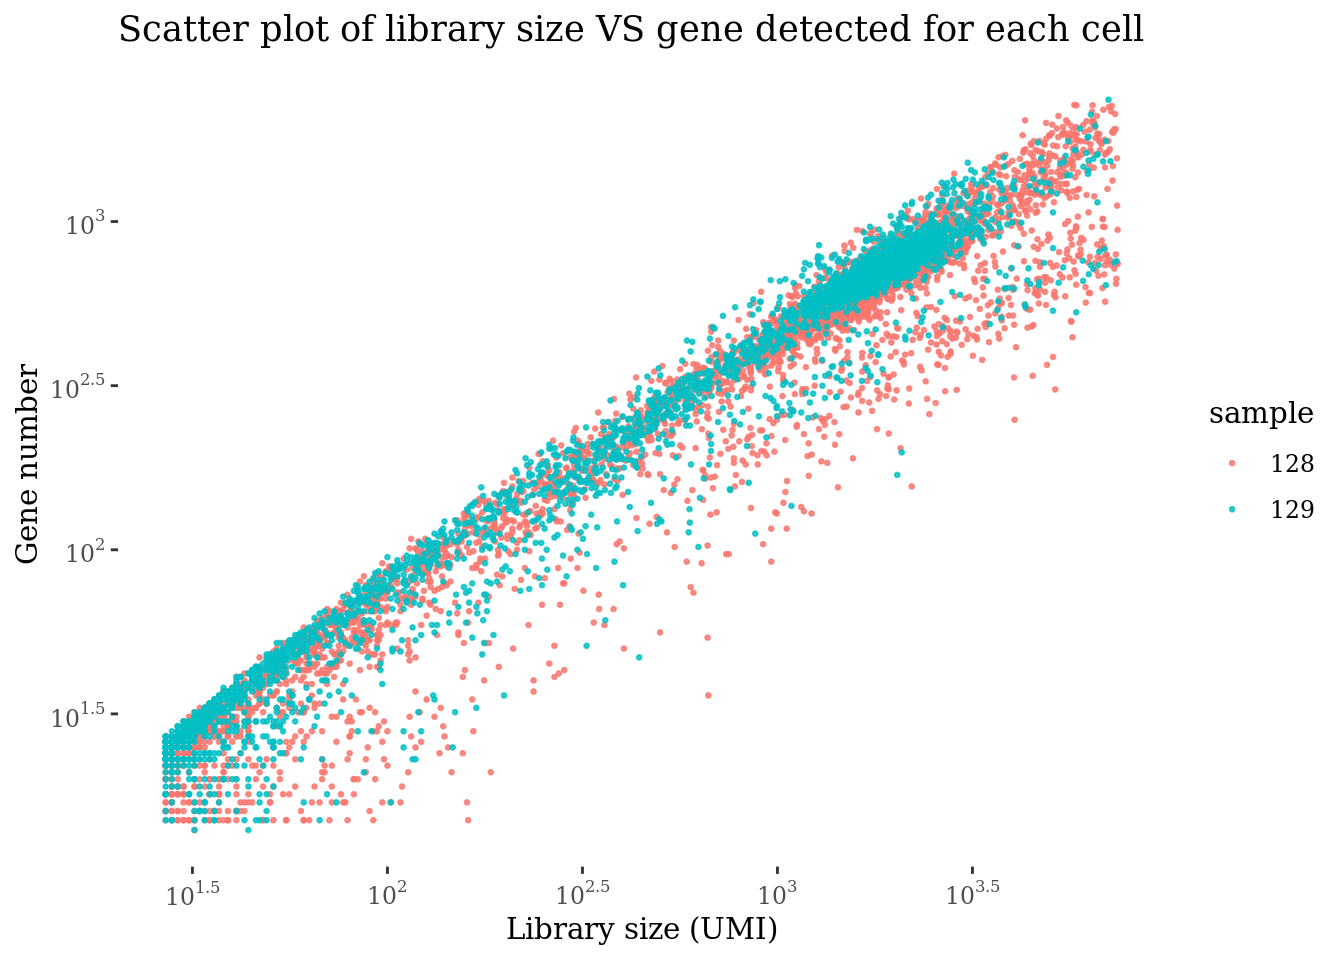 Scatter plot of library size VS gene detected for each cell
Gene number
10^3
10^2.5
10^2
10^1.5
10^1.5 10^2 10^2.5 10^3 10^3.5
Library size (UMI)
sample
128
129